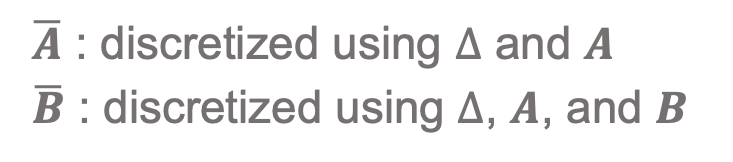 A̅ : discretized using Δ and A
B̅ : discretized using Δ, A, and B